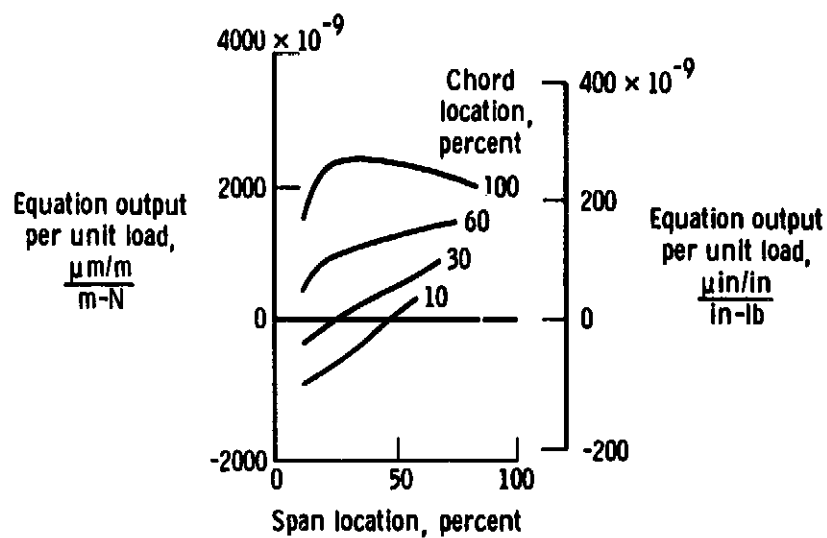 4000 × 10⁻⁹
2000
0
-2000
Equation output
per unit load,
μm/m
m-N
0
50
100
Span location, percent
Chord
location,
percent
100
60
30
10
400 × 10⁻⁹
200
0
-200
Equation output
per unit load,
μin/in
in-lb